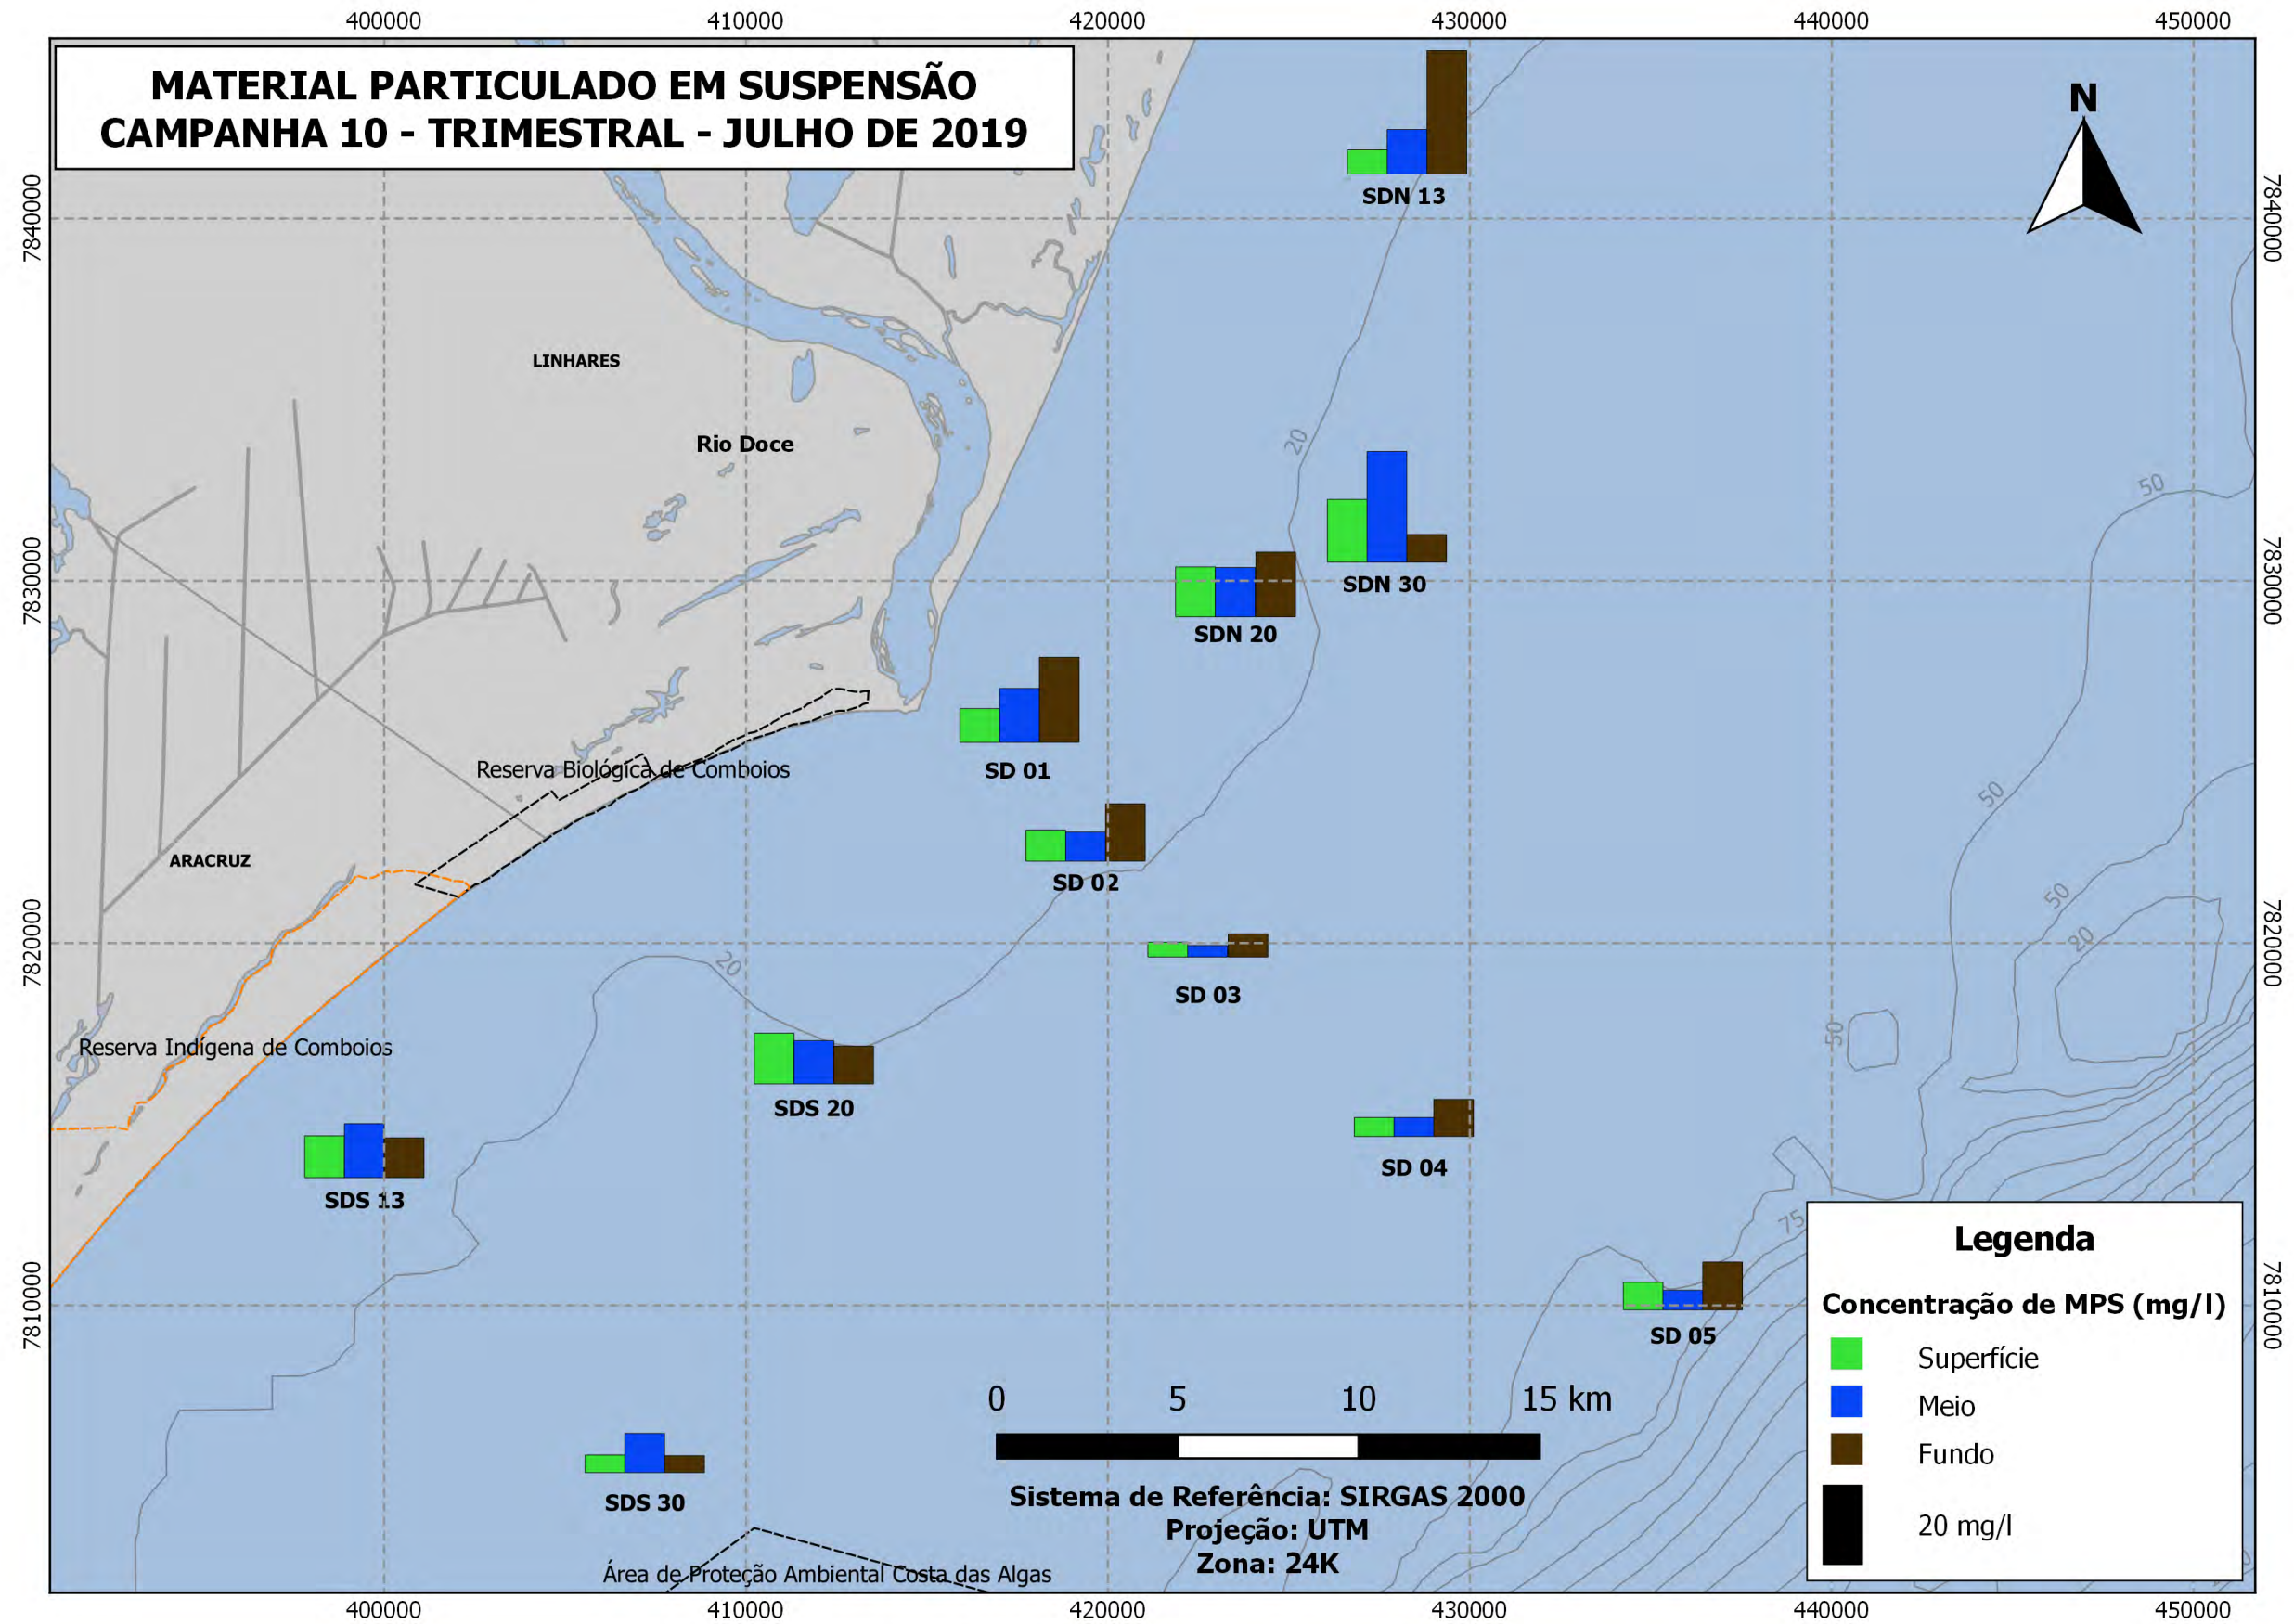 400000
410000
420000
430000
440000
450000
MATERIAL PARTICULADO EM SUSPENSÃO
CAMPANHA 10 - TRIMESTRAL - JULHO DE 2019
N
7840000
7840000
SDN 13
LINHARES
Rio Doce
20
SDN 30
50
7830000
7830000
SDN 20
SD 01
Reserva Biológica de Comboios
50
ARACRUZ
SD 02
50
20
7820000
7820000
20
SD 03
50
Reserva Indígena de Comboios
SDS 20
SD 04
SDS 13
75
7810000
7810000
SD 05
Legenda
Concentração de MPS (mg/l)
Superfície
Meio
Fundo
20 mg/l
0
5
10
15 km
SDS 30
Sistema de Referência: SIRGAS 2000
Projeção: UTM
Zona: 24K
Área de Proteção Ambiental Costa das Algas
400000
410000
420000
430000
440000
450000